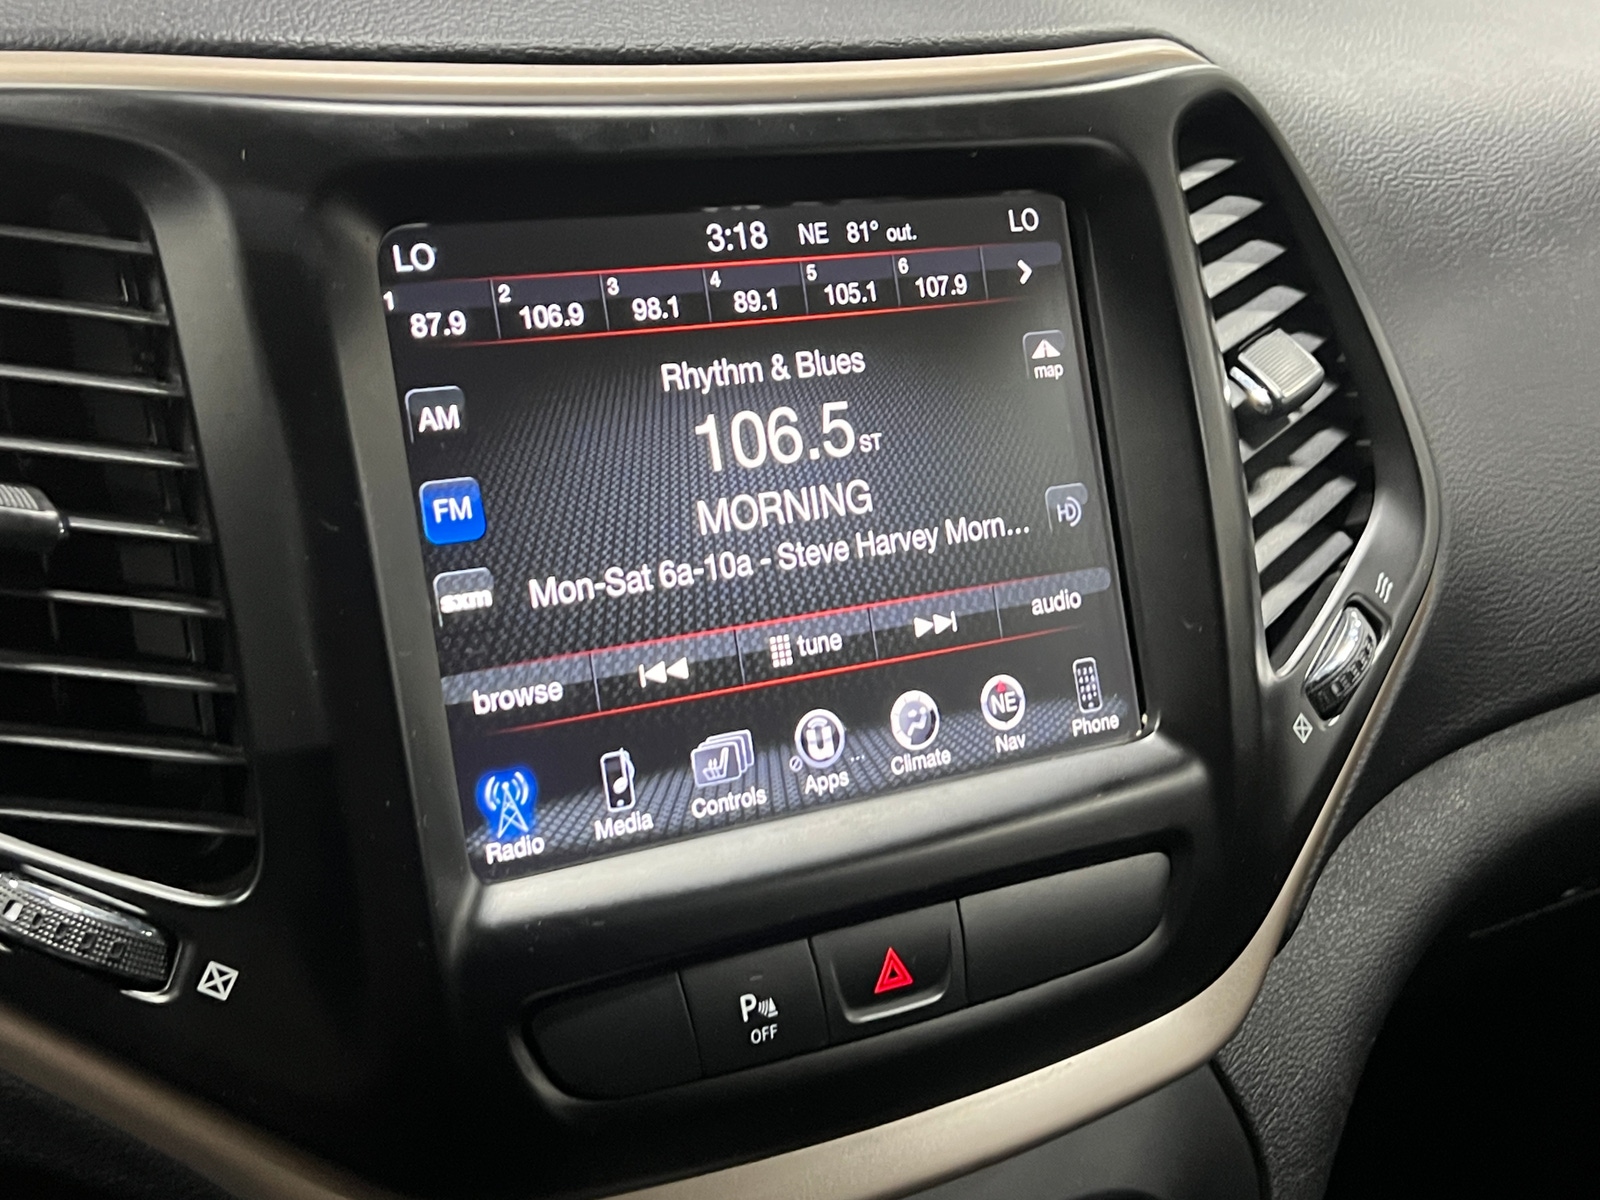 LO 3:18 NE 81° out. LO
1 87.9 2 106.9 3 98.1 4 89.1 5 105.1 6 107.9
Rhythm & Blues
map
AM
106.5 ST
FM
MORNING
HD
sxm
Mon-Sat 6a-10a - Steve Harvey Morn...
browse tune audio
Radio Media Controls Apps Climate Nav Phone
NE
P
OFF